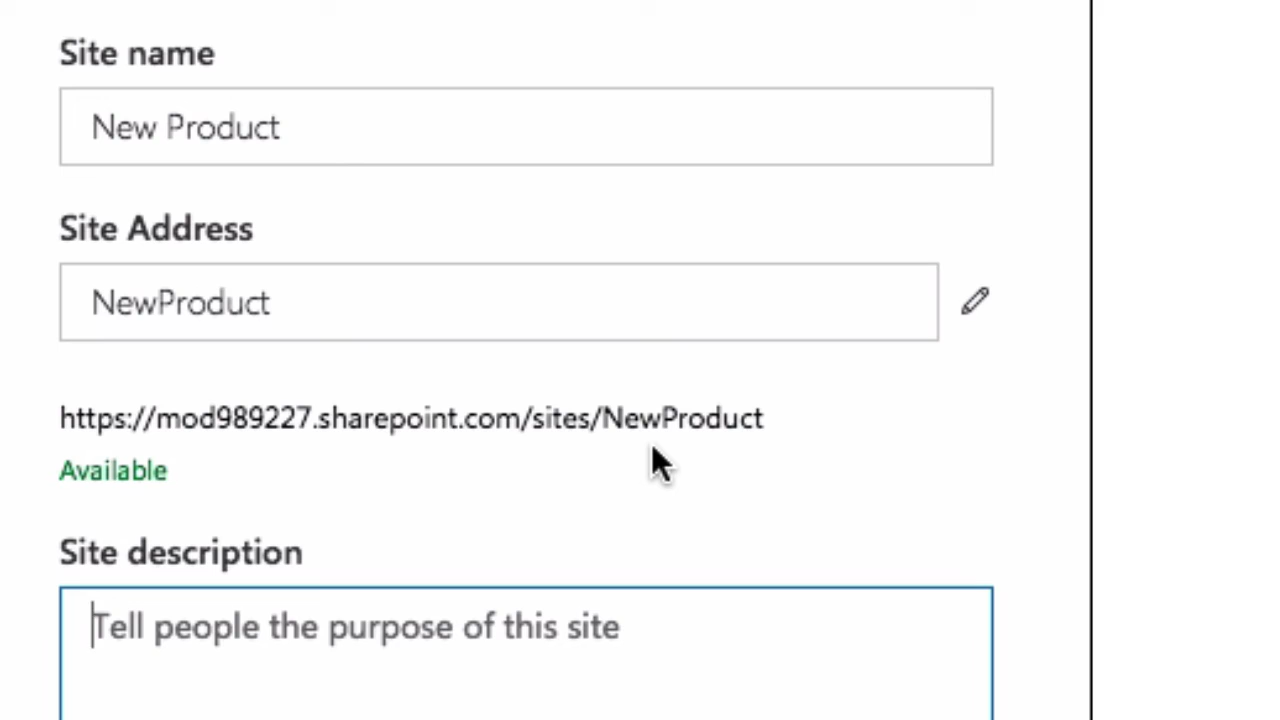 Site name
New Product
Site Address
NewProduct
https://mod989227.sharepoint.com/sites/NewProduct
Available
Site description
Tell people the purpose of this site